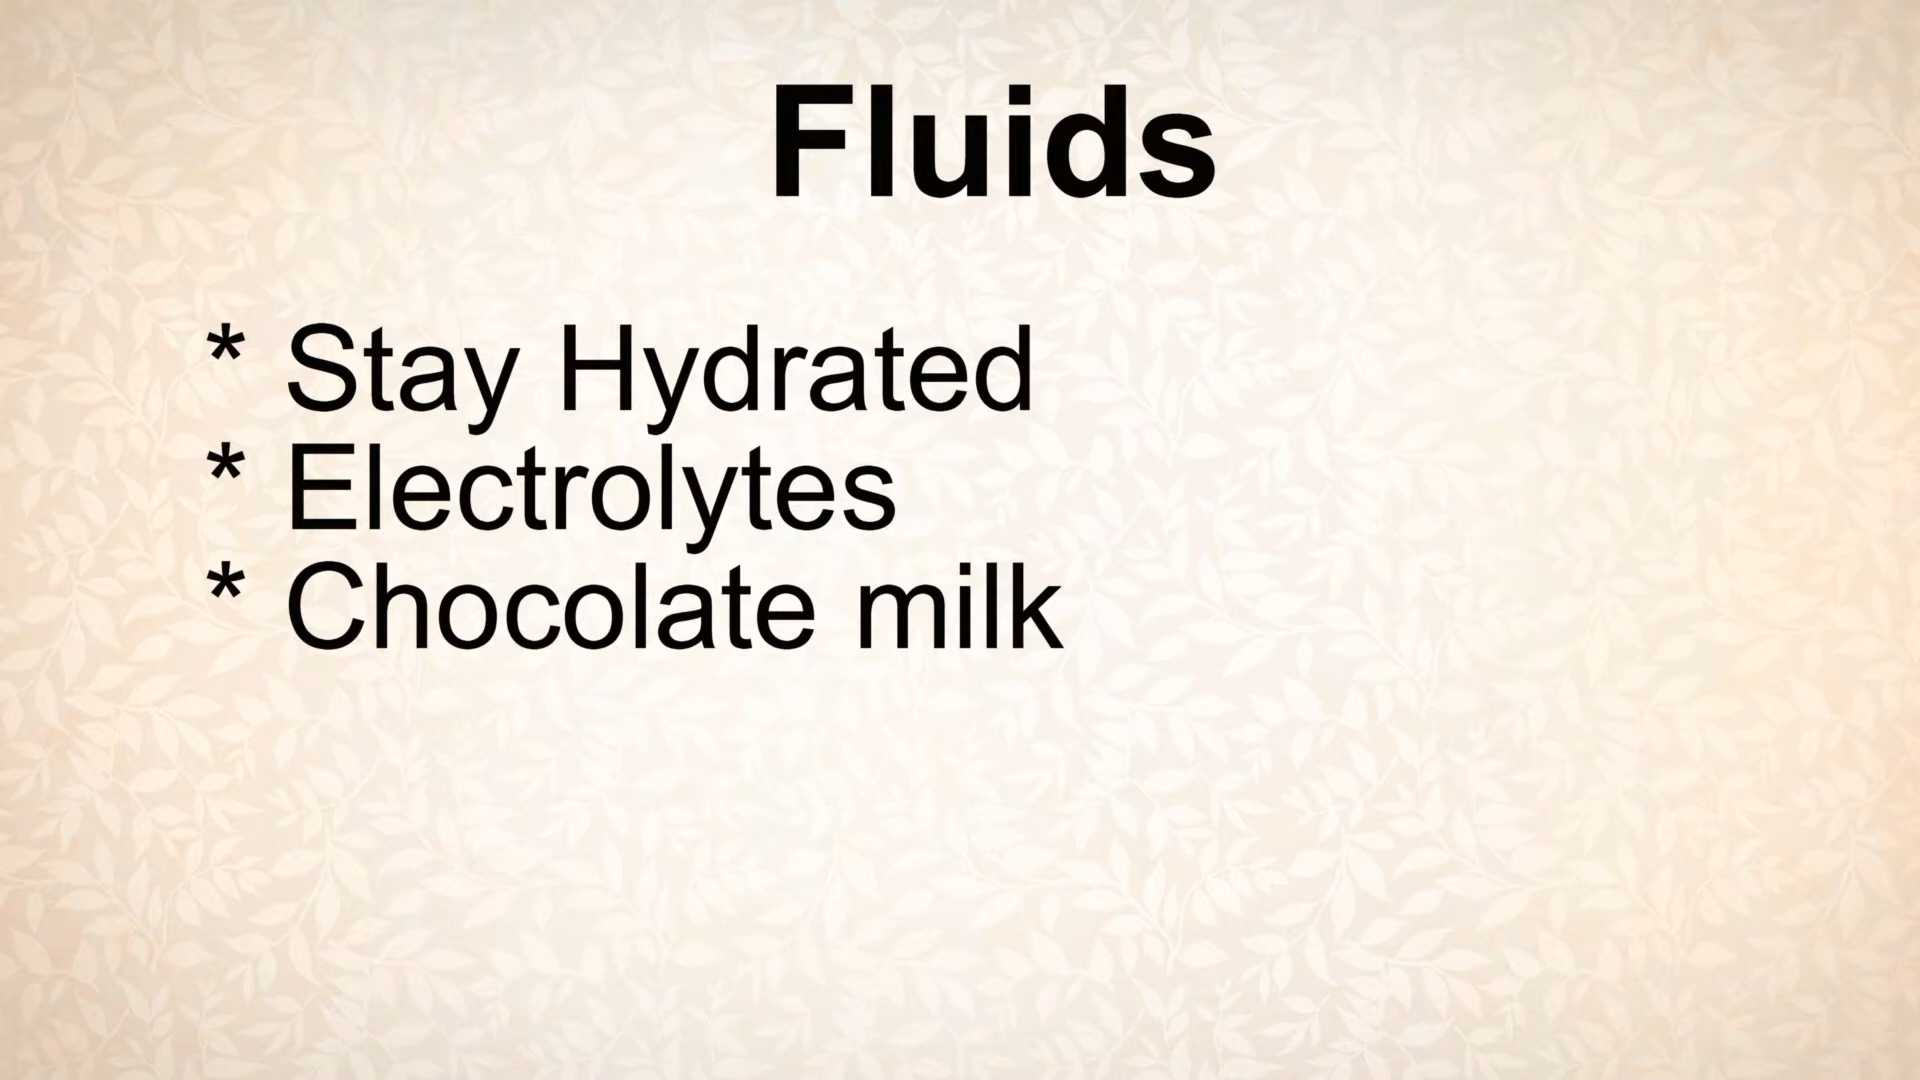 Fluids
* Stay Hydrated
* Electrolytes
* Chocolate milk